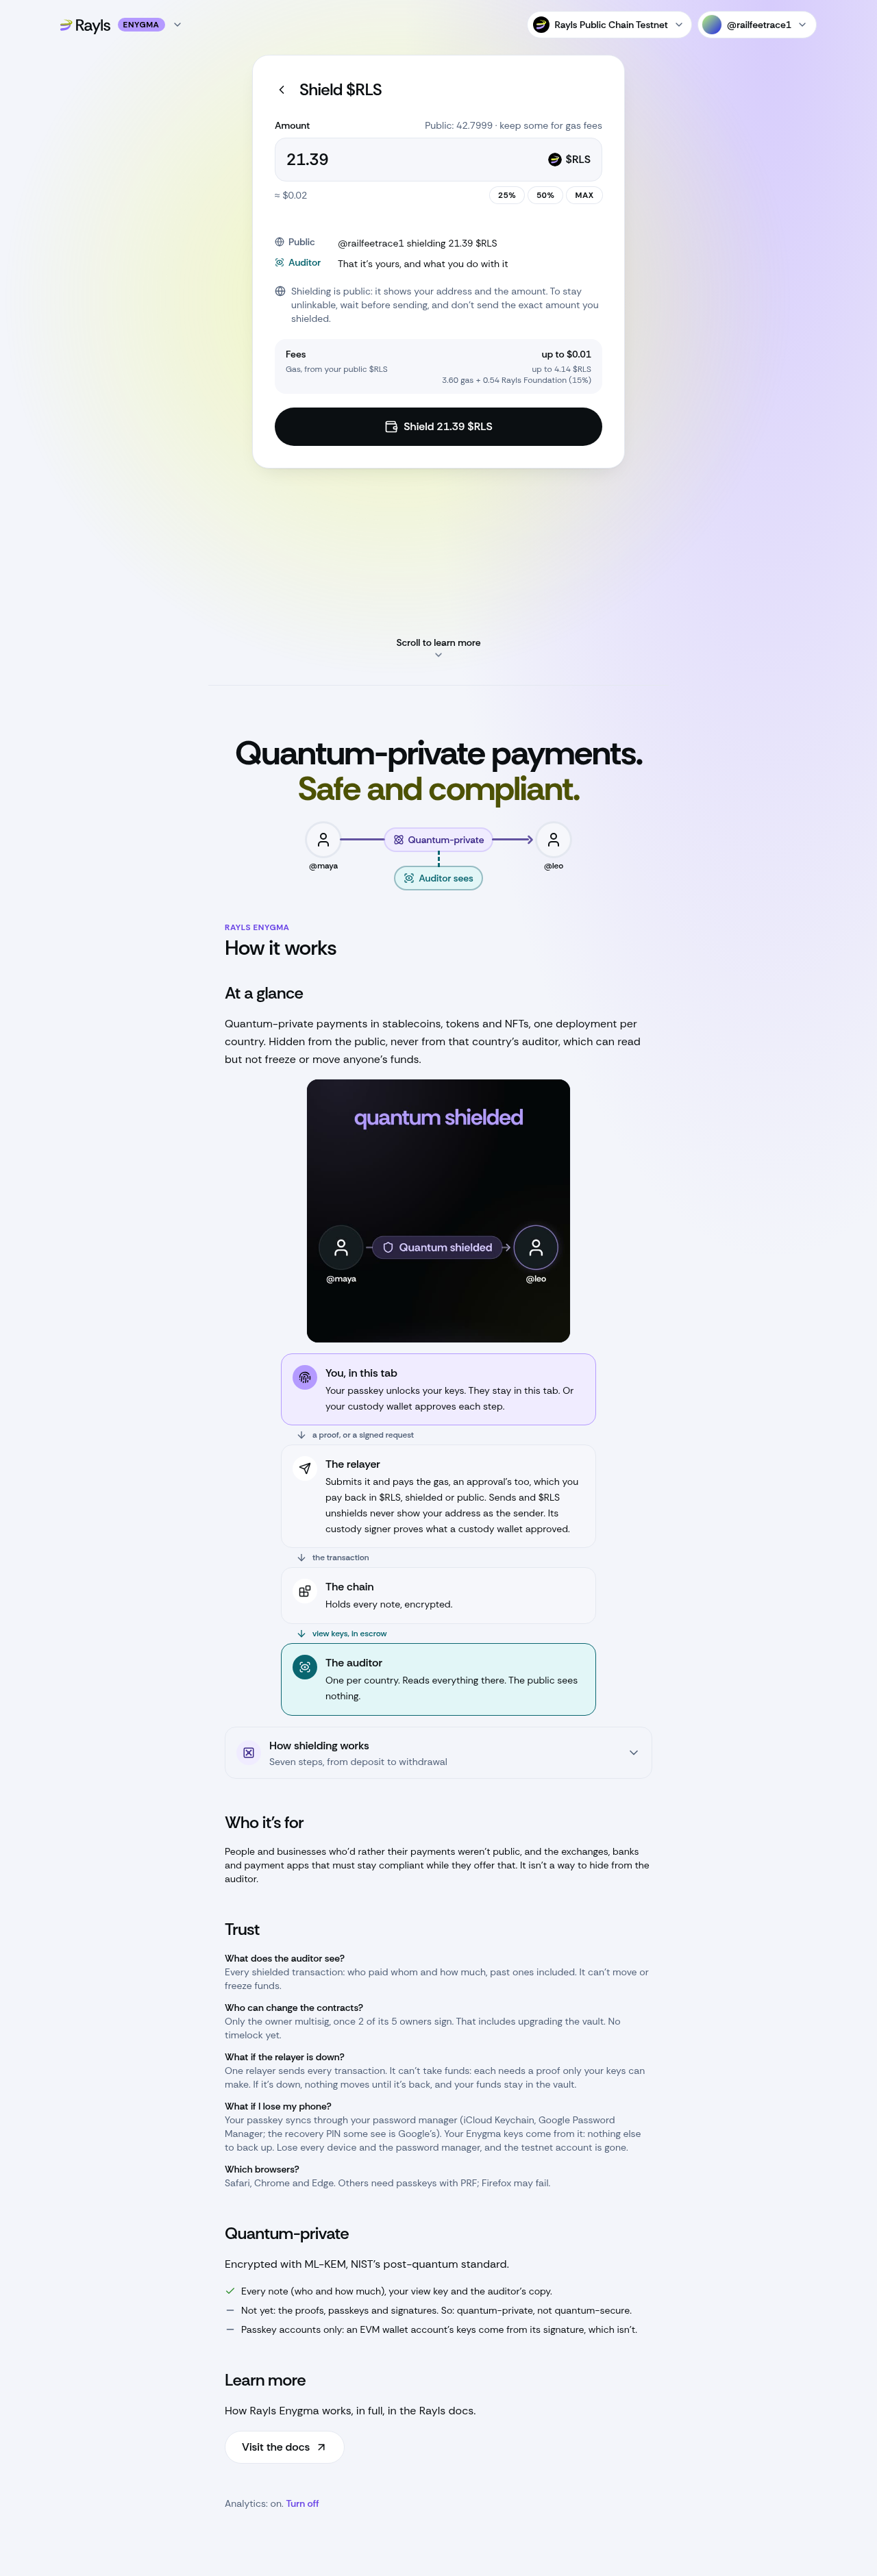 Rayls ENYGMA
Rayls Public Chain Testnet
@railfeetrace1
Shield $RLS
Amount
Public: 42.7999 · keep some for gas fees
21.39
$RLS
≈ $0.02
25%
50%
MAX
Public
@railfeetrace1 shielding 21.39 $RLS
Auditor
That it's yours, and what you do with it
Shielding is public: it shows your address and the amount. To stay
unlinkable, wait before sending, and don't send the exact amount you
shielded.
Fees
up to $0.01
Gas, from your public $RLS
up to 4.14 $RLS
3.60 gas + 0.54 Rayls Foundation (15%)
Shield 21.39 $RLS
Scroll to learn more
Quantum-private payments.
Safe and compliant.
Quantum-private
@maya
@leo
Auditor sees
RAYLS ENYGMA
How it works
At a glance
Quantum-private payments in stablecoins, tokens and NFTs, one deployment per
country. Hidden from the public, never from that country's auditor, which can read
but not freeze or move anyone's funds.
quantum shielded
Quantum shielded
@maya
@leo
You, in this tab
Your passkey unlocks your keys. They stay in this tab. Or
your custody wallet approves each step.
a proof, or a signed request
The relayer
Submits it and pays the gas, an approval's too, which you
pay back in $RLS, shielded or public. Sends and $RLS
unshields never show your address as the sender. Its
custody signer proves what a custody wallet approved.
the transaction
The chain
Holds every note, encrypted.
view keys, in escrow
The auditor
One per country. Reads everything there. The public sees
nothing.
How shielding works
Seven steps, from deposit to withdrawal
Who it's for
People and businesses who'd rather their payments weren't public, and the exchanges, banks
and payment apps that must stay compliant while they offer that. It isn't a way to hide from the
auditor.
Trust
What does the auditor see?
Every shielded transaction: who paid whom and how much, past ones included. It can't move or
freeze funds.
Who can change the contracts?
Only the owner multisig, once 2 of its 5 owners sign. That includes upgrading the vault. No
timelock yet.
What if the relayer is down?
One relayer sends every transaction. It can't take funds: each needs a proof only your keys can
make. If it's down, nothing moves until it's back, and your funds stay in the vault.
What if I lose my phone?
Your passkey syncs through your password manager (iCloud Keychain, Google Password
Manager; the recovery PIN some see is Google's). Your Enygma keys come from it: nothing else
to back up. Lose every device and the password manager, and the testnet account is gone.
Which browsers?
Safari, Chrome and Edge. Others need passkeys with PRF; Firefox may fail.
Quantum-private
Encrypted with ML-KEM, NIST's post-quantum standard.
Every note (who and how much), your view key and the auditor's copy.
Not yet: the proofs, passkeys and signatures. So: quantum-private, not quantum-secure.
Passkey accounts only: an EVM wallet account's keys come from its signature, which isn't.
Learn more
How Rayls Enygma works, in full, in the Rayls docs.
Visit the docs
Analytics: on. Turn off